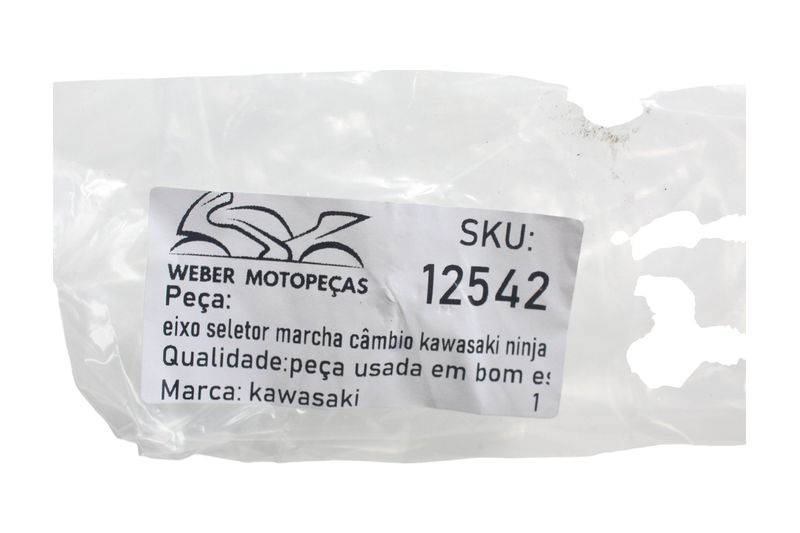 SKU:
12542
WEBER MOTOPEÇAS
Peça:
eixo seletor marcha câmbio kawasaki ninja
Qualidade:peça usada em bom es
Marca: kawasaki
1